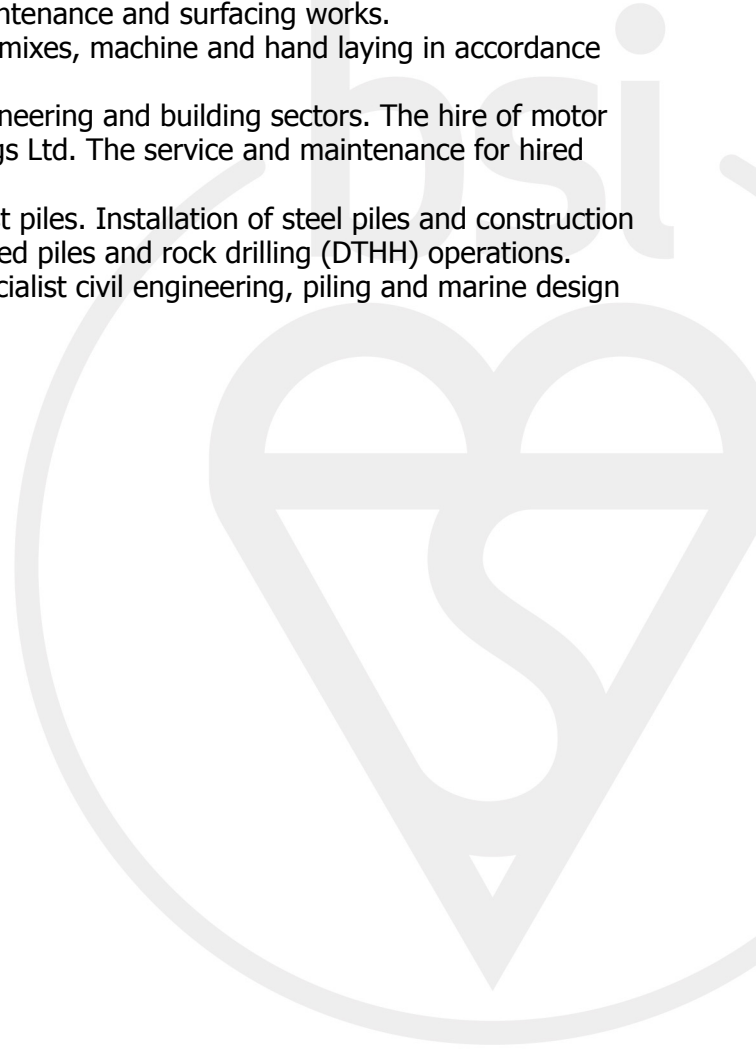 ntenance and surfacing works.
mixes, machine and hand laying in accordance
neering and building sectors. The hire of motor
gs Ltd. The service and maintenance for hired
t piles. Installation of steel piles and construction
ed piles and rock drilling (DTHH) operations.
cialist civil engineering, piling and marine design
bsi